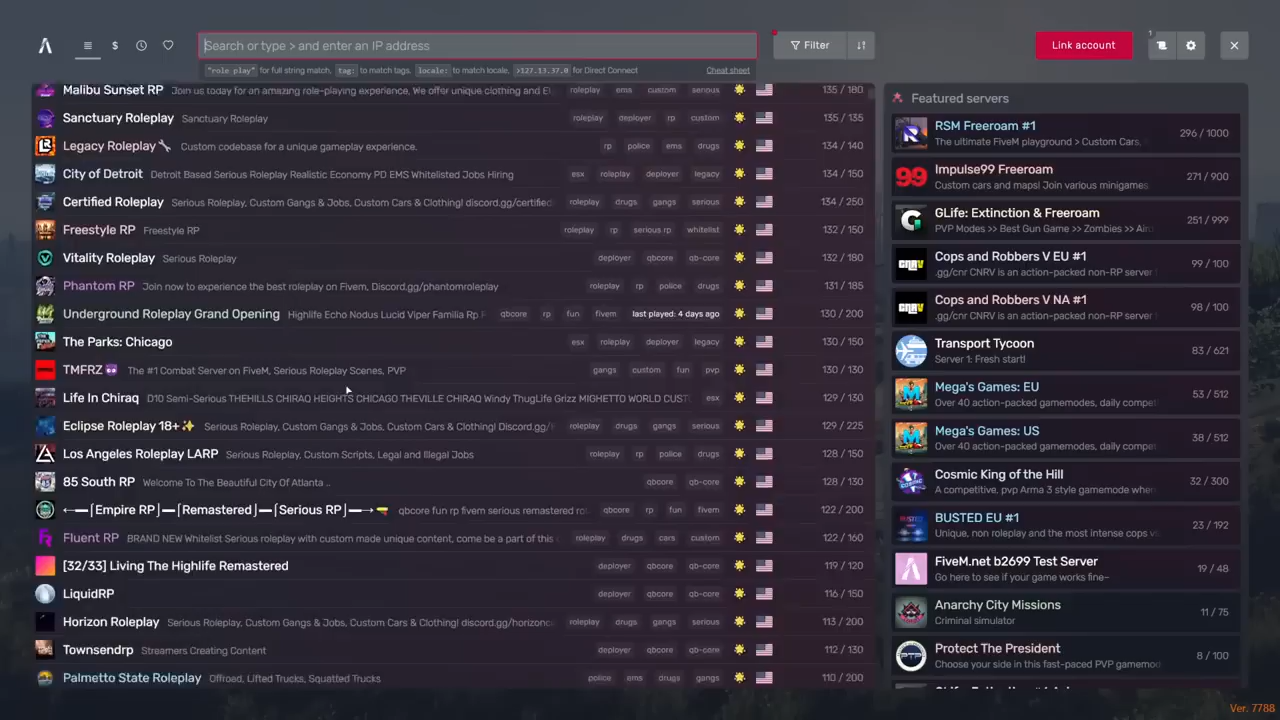 Search or type > and enter an IP address
Filter
Link account
1
"role play" for full string match, tag: to match tags, locale: to match locale, >127.13.37.0 for Direct Connect
Cheat sheet
Malibu Sunset RP Join us today for an amazing role-playing experience, We offer unique clothing and EU roleplay ems custom serious 135 / 180
Sanctuary Roleplay Sanctuary Roleplay roleplay deployer rp custom 135 / 135
Legacy Roleplay Custom codebase for a unique gameplay experience. rp police ems drugs 134 / 140
City of Detroit Detroit Based Serious Roleplay Realistic Economy PD EMS Whitelisted Jobs Hiring esx roleplay deployer legacy 134 / 150
Certified Roleplay Serious Roleplay, Custom Gangs & Jobs, Custom Cars & Clothing! discord.gg/certified roleplay drugs gangs serious 134 / 250
Freestyle RP Freestyle RP roleplay rp serious rp whitelist 132 / 150
Vitality Roleplay Serious Roleplay deployer qbcore qb-core 132 / 180
Phantom RP Join now to experience the best roleplay on Fivem, Discord.gg/phantomroleplay roleplay rp police drugs 131 / 185
Underground Roleplay Grand Opening Highlife Echo Nodus Lucid Viper Familia Rp qbcore rp fun fivem last played: 4 days ago 130 / 200
The Parks: Chicago esx roleplay deployer legacy 130 / 150
TMFRZ The #1 Combat Server on FiveM, Serious Roleplay Scenes, PVP gangs custom fun pvp 130 / 130
Life In Chiraq D10 Semi-Serious THEHILLS CHIRAQ HEIGHTS CHICAGO THEVILLE CHIRAQ Windy ThugLife Grizz MIGHETTO WORLD CUST esx 129 / 130
Eclipse Roleplay 18+ Serious Roleplay, Custom Gangs & Jobs, Custom Cars & Clothing! Discord.gg/ roleplay drugs gangs serious 129 / 225
Los Angeles Roleplay LARP Serious Roleplay, Custom Scripts, Legal and Illegal Jobs roleplay rp police drugs 128 / 150
85 South RP Welcome To The Beautiful City Of Atlanta .. qbcore qb-core 128 / 130
←—⌈Empire RP⌋—⌈Remastered⌋—⌈Serious RP⌋—→ qbcore fun rp fivem serious remastered ro qbcore rp fun fivem 122 / 200
Fluent RP BRAND NEW Whitelist Serious roleplay with custom made unique content, come be a part of this roleplay drugs cars custom 122 / 160
[32/33] Living The Highlife Remastered deployer qbcore qb-core 119 / 120
LiquidRP deployer qbcore qb-core 116 / 150
Horizon Roleplay Serious Roleplay, Custom Gangs & Jobs, Custom Cars & Clothing! discord.gg/horizon roleplay drugs gangs serious 113 / 200
Townsendrp Streamers Creating Content deployer qbcore qb-core 112 / 130
Palmetto State Roleplay Offroad, Lifted Trucks, Squatted Trucks police ems drugs gangs 110 / 200
Featured servers
RSM Freeroam #1 296 / 1000
The ultimate FiveM playground > Custom Cars,
Impulse99 Freeroam 271 / 900
Custom cars and maps! Join various minigames,
GLife: Extinction & Freeroam 251 / 999
PVP Modes >> Best Gun Game >> Zombies >> Air
Cops and Robbers V EU #1 99 / 100
.gg/cnr CNRV is an action-packed non-RP server
Cops and Robbers V NA #1 98 / 100
.gg/cnr CNRV is an action-packed non-RP server
Transport Tycoon 83 / 621
Server 1: Fresh start!
Mega's Games: EU 53 / 512
Over 40 action-packed gamemodes, daily compet
Mega's Games: US 38 / 512
Over 40 action-packed gamemodes, daily compet
Cosmic King of the Hill 32 / 300
A competitive, pvp Arma 3 style gamemode wher
BUSTED EU #1 23 / 192
Unique, non roleplay and the most intense cops v
FiveM.net b2699 Test Server 19 / 48
Go here to see if your game works fine~
Anarchy City Missions 11 / 75
Criminal simulator
Protect The President 8 / 100
Choose your side in this fast-paced PVP gamemod
Ver. 7788